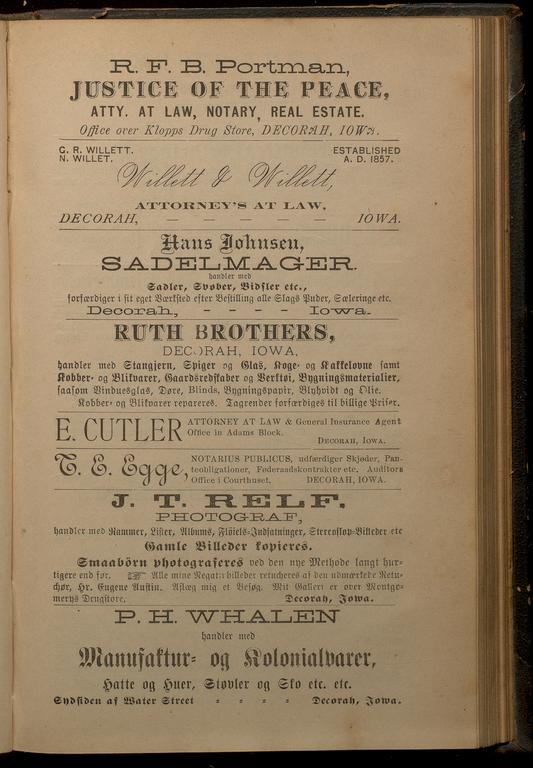 R. F. B. Portman,
JUSTICE OF THE PEACE,
ATTY. AT LAW, NOTARY, REAL ESTATE.
Office over Klopps Drug Store, DECORAH, IOWA.
G. R. WILLETT. ESTABLISHED
N. WILLET. A. D. 1857.
Willett & Willett,
ATTORNEY'S AT LAW,
DECORAH, — — — — — IOWA.
Hans Johnsen,
SADELMAGER.
handler med
Sadler, Svøber, Bidsler etc.,
forfærdiger i sit eget Værksted efter Bestilling alle Slags Puder, Sæleringe etc.
Decorah, - - - - Iowa.
RUTH BROTHERS,
DECORAH, IOWA,
handler med Stangjern, Spiger og Glas, Koge- og Kakkelovne samt
Kobber- og Blikvarer, Gaardsredskaber og Verktøi, Bygningsmaterialier,
saasom Vinduesglas, Døre, Blinds, Bygningspapir, Blyhvidt og Olie.
Kobber- og Blikvarer repareres. Tagrender forfærdiges til billige Priser.
E. CUTLER ATTORNEY AT LAW & General Insurance Agent
Office in Adams Block.
DECORAH, IOWA.
T. E. Egge, NOTARIUS PUBLICUS, udfærdiger Skjøder, Pan-
teobligationer, Føderaadskontrakter etc. Auditors
Office i Courthuset. DECORAH, IOWA.
J. T. RELF,
PHOTOGRAF,
handler med Rammer, Lister, Albums, Fløiels-Indfatninger, Stereoskop-Billeder etc
Gamle Billeder kopieres.
Smaabörn photograferes ved den nye Methode langt hur-
tigere end før. ☞ Alle mine Negativbilleder retucheres af den udmærkede Retu-
chør, Hr. Eugene Austin. Aflæg mig et Besøg. Mit Galleri er over Montgo-
merys Drugstore. Decorah, Iowa.
P. H. WHALEN
handler med
Manufaktur- og Kolonialvarer,
Hatte og Huer, Støvler og Sko etc. etc.
Sydsiden af Water Street - - - - Decorah, Iowa.